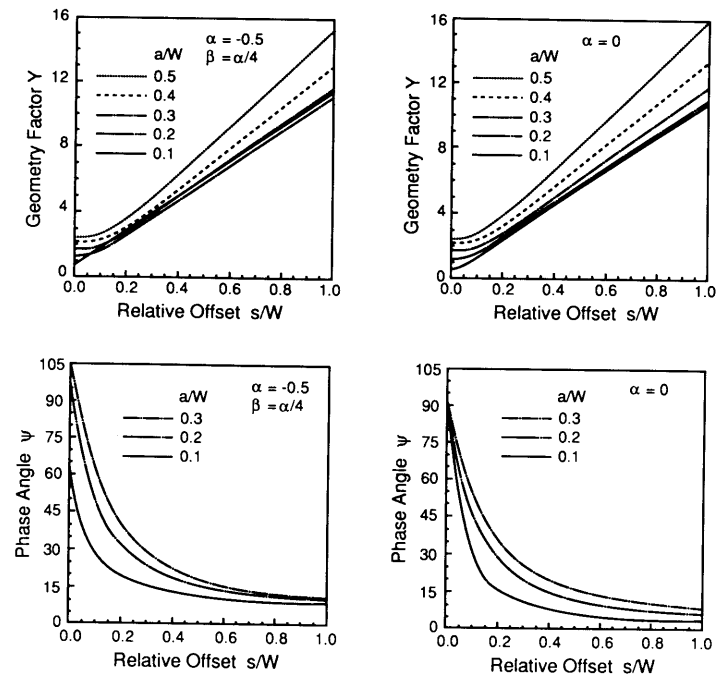 16
12
8
4
0
Geometry Factor Y
a/W
0.5
0.4
0.3
0.2
0.1
α = -0.5
β = α/4
0.0 0.2 0.4 0.6 0.8 1.0
Relative Offset s/W
16
12
8
4
0
Geometry Factor Y
a/W
0.5
0.4
0.3
0.2
0.1
α = 0
0.0 0.2 0.4 0.6 0.8 1.0
Relative Offset s/W
105
90
75
60
45
30
15
0
Phase Angle ψ
a/W
0.3
0.2
0.1
α = -0.5
β = α/4
0.0 0.2 0.4 0.6 0.8 1.0
Relative Offset s/W
105
90
75
60
45
30
15
0
Phase Angle ψ
a/W
0.3
0.2
0.1
α = 0
0.0 0.2 0.4 0.6 0.8 1.0
Relative Offset s/W